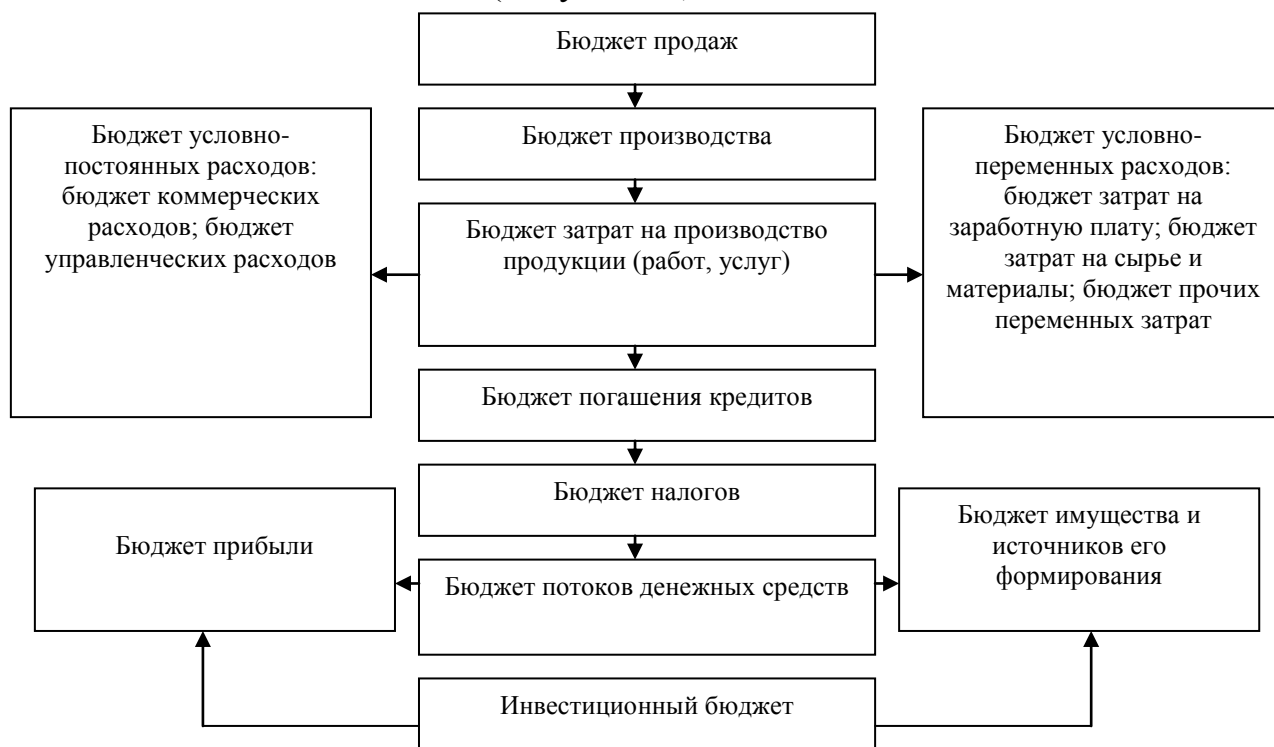 Бюджет продаж
Бюджет условно-
постоянных расходов:
бюджет коммерческих
расходов; бюджет
управленческих расходов
Бюджет производства
Бюджет условно-
переменных расходов:
бюджет затрат на
заработную плату; бюджет
затрат на сырье и
материалы; бюджет прочих
переменных затрат
Бюджет затрат на производство
продукции (работ, услуг)
Бюджет погашения кредитов
Бюджет налогов
Бюджет прибыли
Бюджет имущества и
источников его
формирования
Бюджет потоков денежных средств
Инвестиционный бюджет